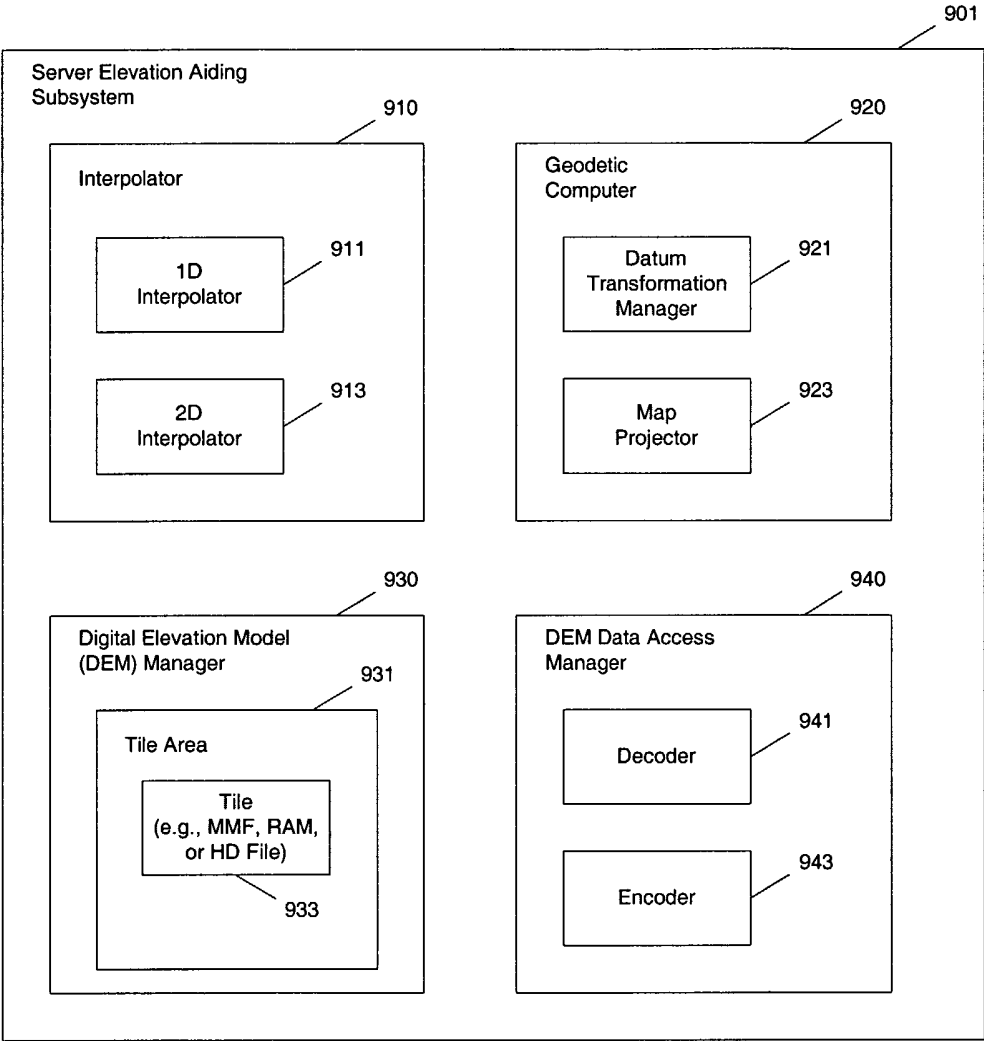 901
Server Elevation Aiding
Subsystem
910
Interpolator
1D
Interpolator
911
2D
Interpolator
913
920
Geodetic
Computer
Datum
Transformation
Manager
921
Map
Projector
923
930
Digital Elevation Model
(DEM) Manager
931
Tile Area
Tile
(e.g., MMF, RAM,
or HD File)
933
940
DEM Data Access
Manager
Decoder
941
Encoder
943